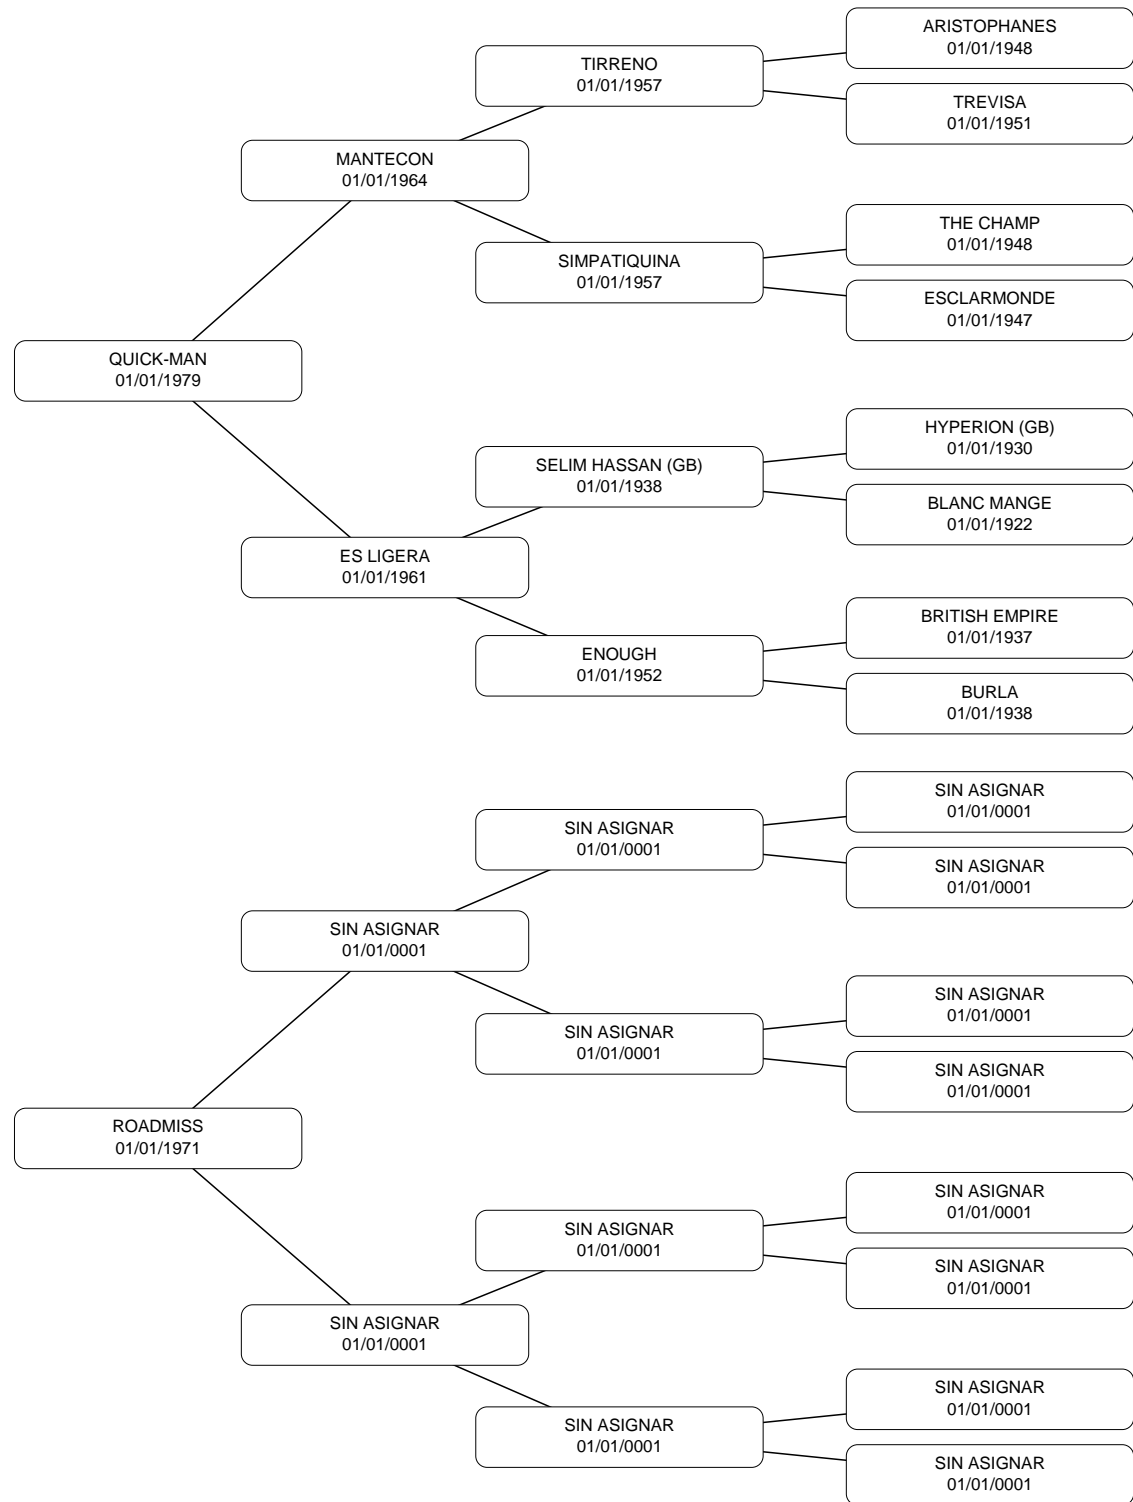 ARISTOPHANES
01/01/1948
TIRRENO
01/01/1957
TREVISA
01/01/1951
MANTECON
01/01/1964
THE CHAMP
01/01/1948
SIMPATIQUINA
01/01/1957
ESCLARMONDE
01/01/1947
QUICK-MAN
01/01/1979
HYPERION (GB)
01/01/1930
SELIM HASSAN (GB)
01/01/1938
BLANC MANGE
01/01/1922
ES LIGERA
01/01/1961
BRITISH EMPIRE
01/01/1937
ENOUGH
01/01/1952
BURLA
01/01/1938
SIN ASIGNAR
01/01/0001
SIN ASIGNAR
01/01/0001
SIN ASIGNAR
01/01/0001
SIN ASIGNAR
01/01/0001
SIN ASIGNAR
01/01/0001
SIN ASIGNAR
01/01/0001
SIN ASIGNAR
01/01/0001
ROADMISS
01/01/1971
SIN ASIGNAR
01/01/0001
SIN ASIGNAR
01/01/0001
SIN ASIGNAR
01/01/0001
SIN ASIGNAR
01/01/0001
SIN ASIGNAR
01/01/0001
SIN ASIGNAR
01/01/0001
SIN ASIGNAR
01/01/0001